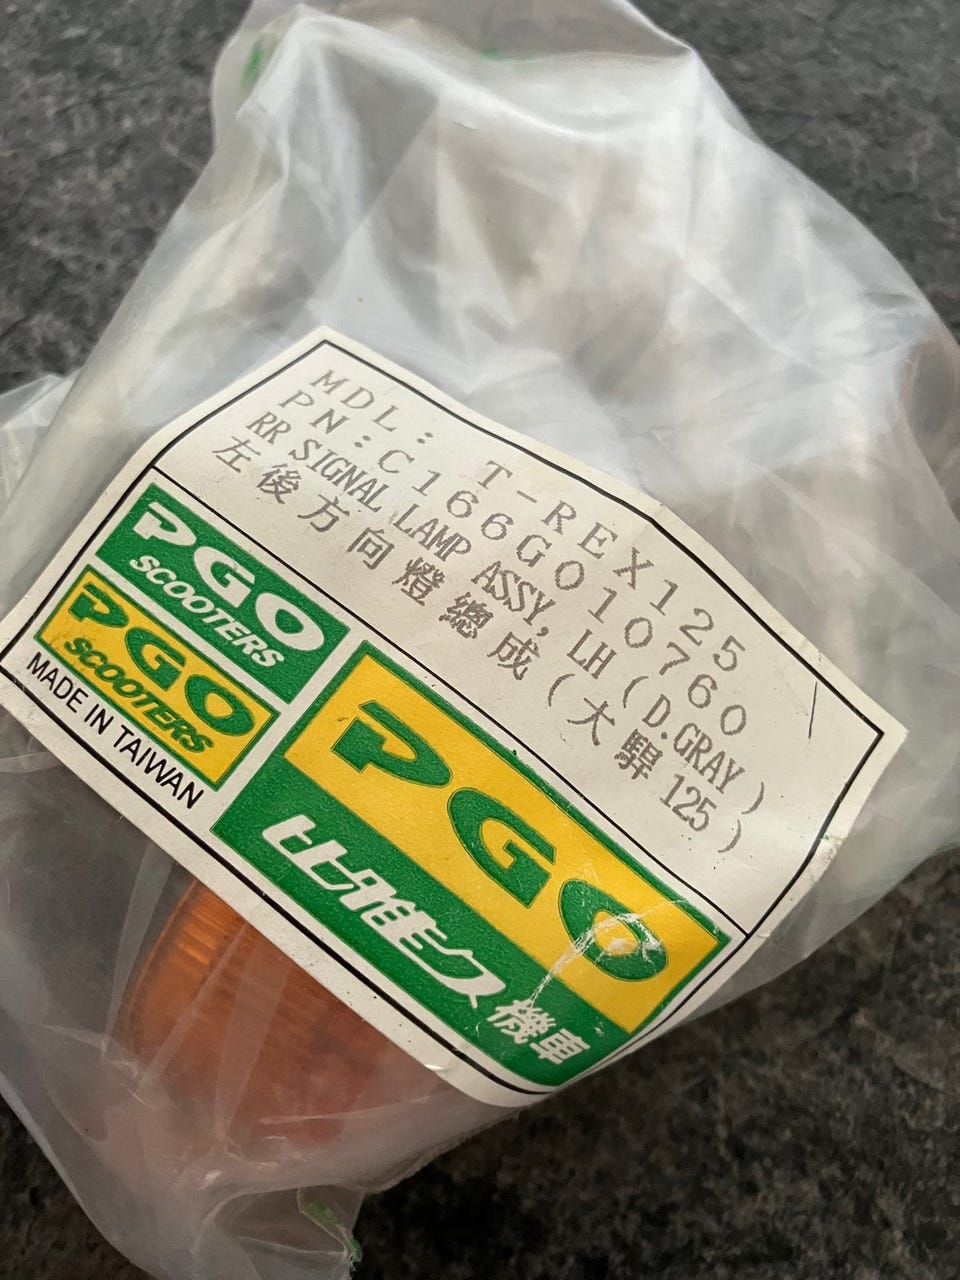 MDL: T-REX125
PN:C166G010760
RR SIGNAL LAMP ASSY, LH (D.GRAY)
左後方向燈總成(大駻125)
PGO
SCOOTERS
PGO
SCOOTERS
MADE IN TAIWAN
PGO
比雅久機車